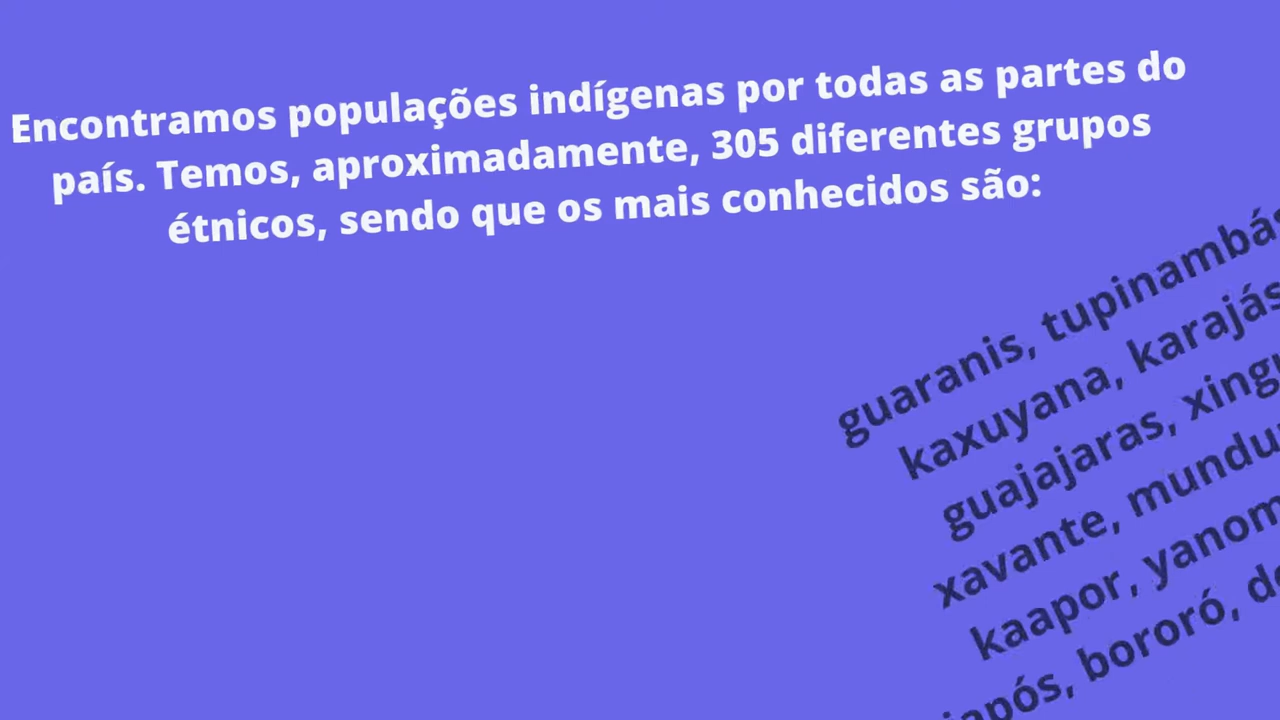 Encontramos populações indígenas por todas as partes do
país. Temos, aproximadamente, 305 diferentes grupos
étnicos, sendo que os mais conhecidos são:
guaranis, tupinambás
kaxuyana, karajás
guajajaras,
xavante,
kaapor,
bororó,